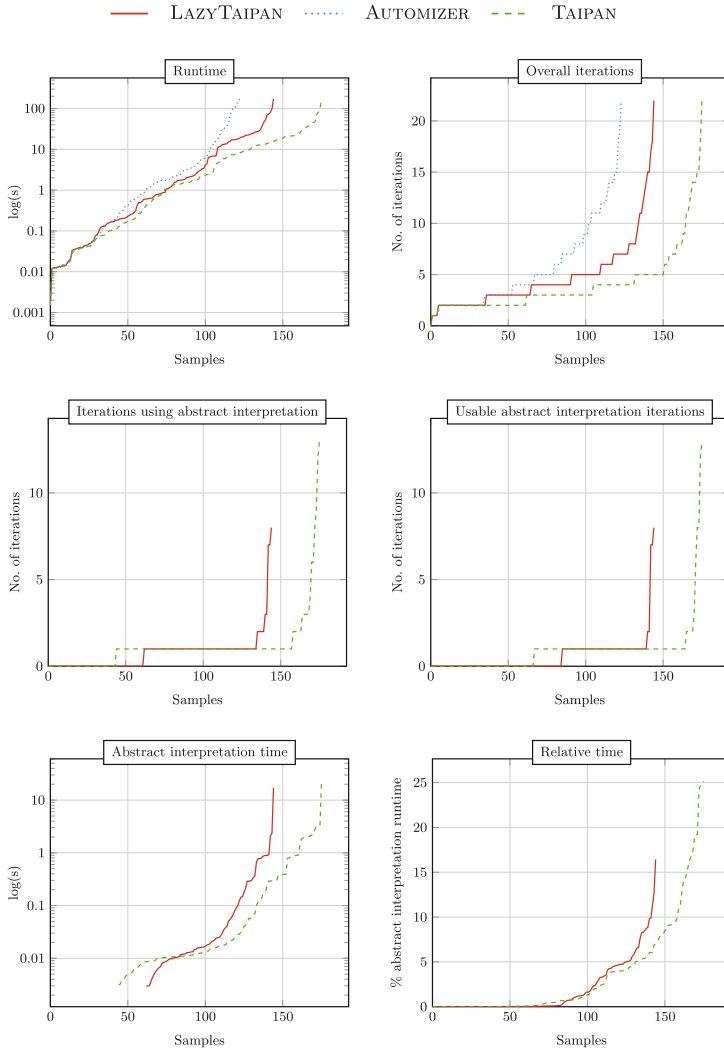 LAZYTAIPAN AUTOMIZER TAIPAN
Runtime
log(s)
100
10
1
0.1
0.01
0.001
0 50 100 150
Samples
Overall iterations
No. of iterations
20
15
10
5
0
0 50 100 150
Samples
Iterations using abstract interpretation
No. of iterations
10
5
0
0 50 100 150
Samples
Usable abstract interpretation iterations
No. of iterations
10
5
0
0 50 100 150
Samples
Abstract interpretation time
log(s)
10
1
0.1
0.01
0 50 100 150
Samples
Relative time
% abstract interpretation runtime
25
20
15
10
5
0
0 50 100 150
Samples